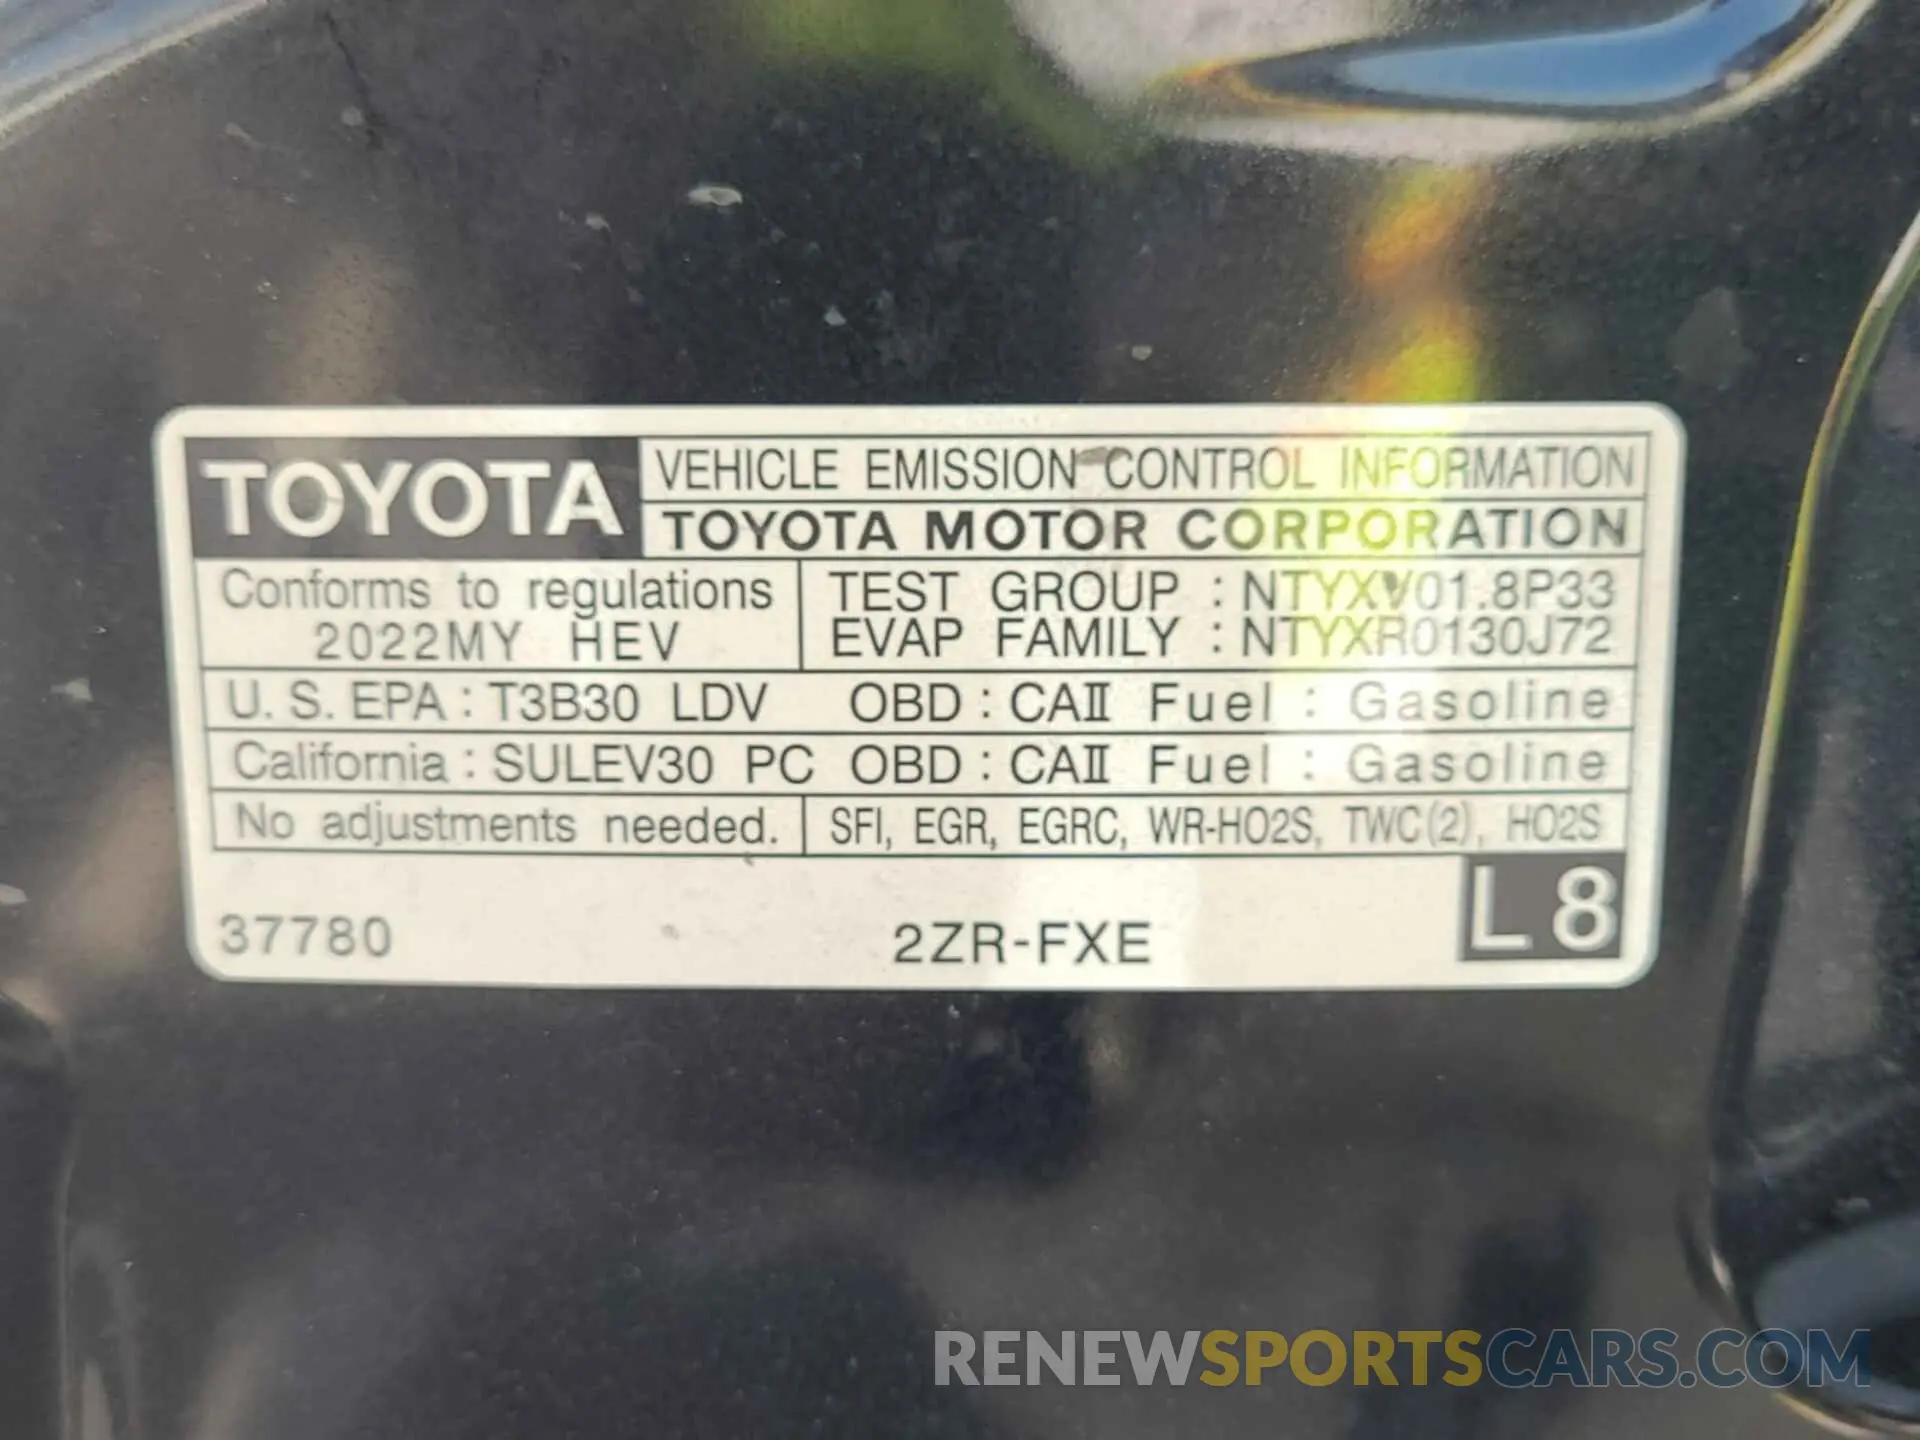 TOYOTA VEHICLE EMISSION CONTROL INFORMATION
TOYOTA MOTOR CORPORATION
Conforms to regulations
2022MY HEV
TEST GROUP : NTYXV01.8P33
EVAP FAMILY : NTYXR0130J72
U.S. EPA : T3B30 LDV OBD : CAⅡ Fuel : Gasoline
California : SULEV30 PC OBD : CAⅡ Fuel : Gasoline
No adjustments needed. SFI, EGR, EGRC, WR-HO2S, TWC(2), HO2S
L8
37780 2ZR-FXE
RENEWSPORTSCARS.COM